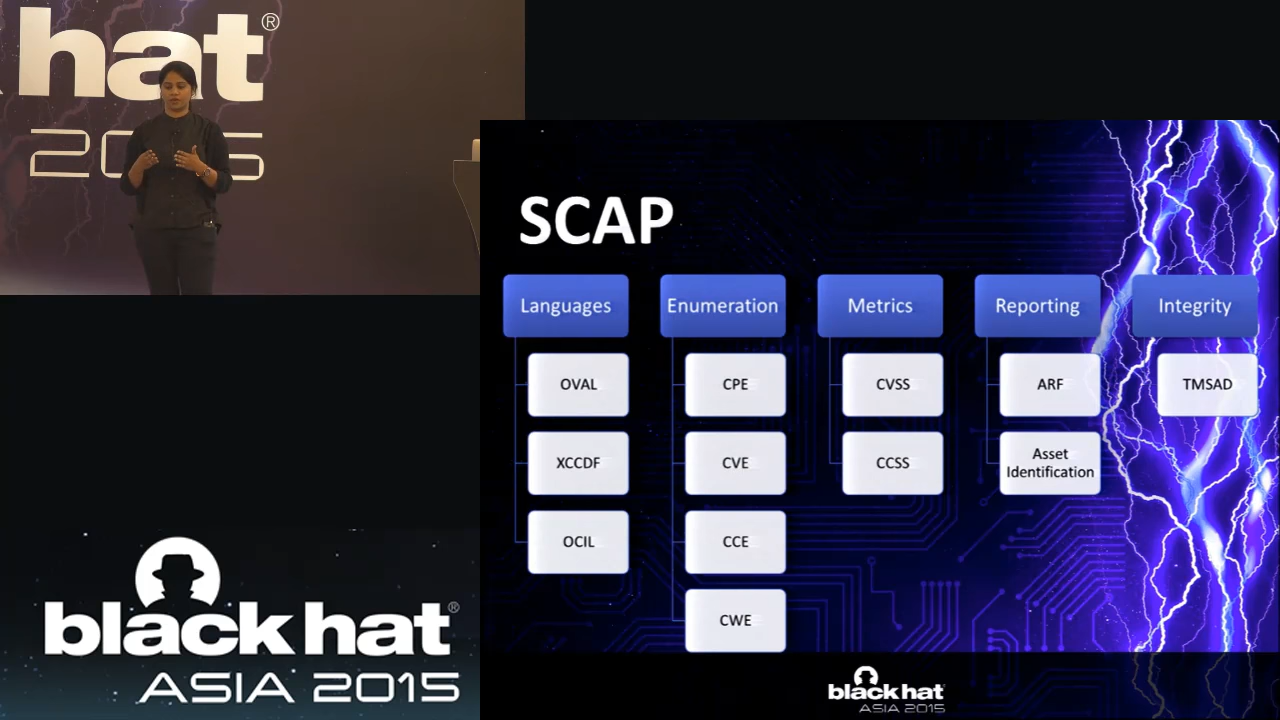 hat®
2015
SCAP
Languages
OVAL
XCCDF
OCIL
Enumeration
CPE
CVE
CCE
CWE
Metrics
CVSS
CCSS
Reporting
ARF
Asset
Identification
Integrity
TMSAD
black hat®
ASIA 2015
black hat
ASIA 2015